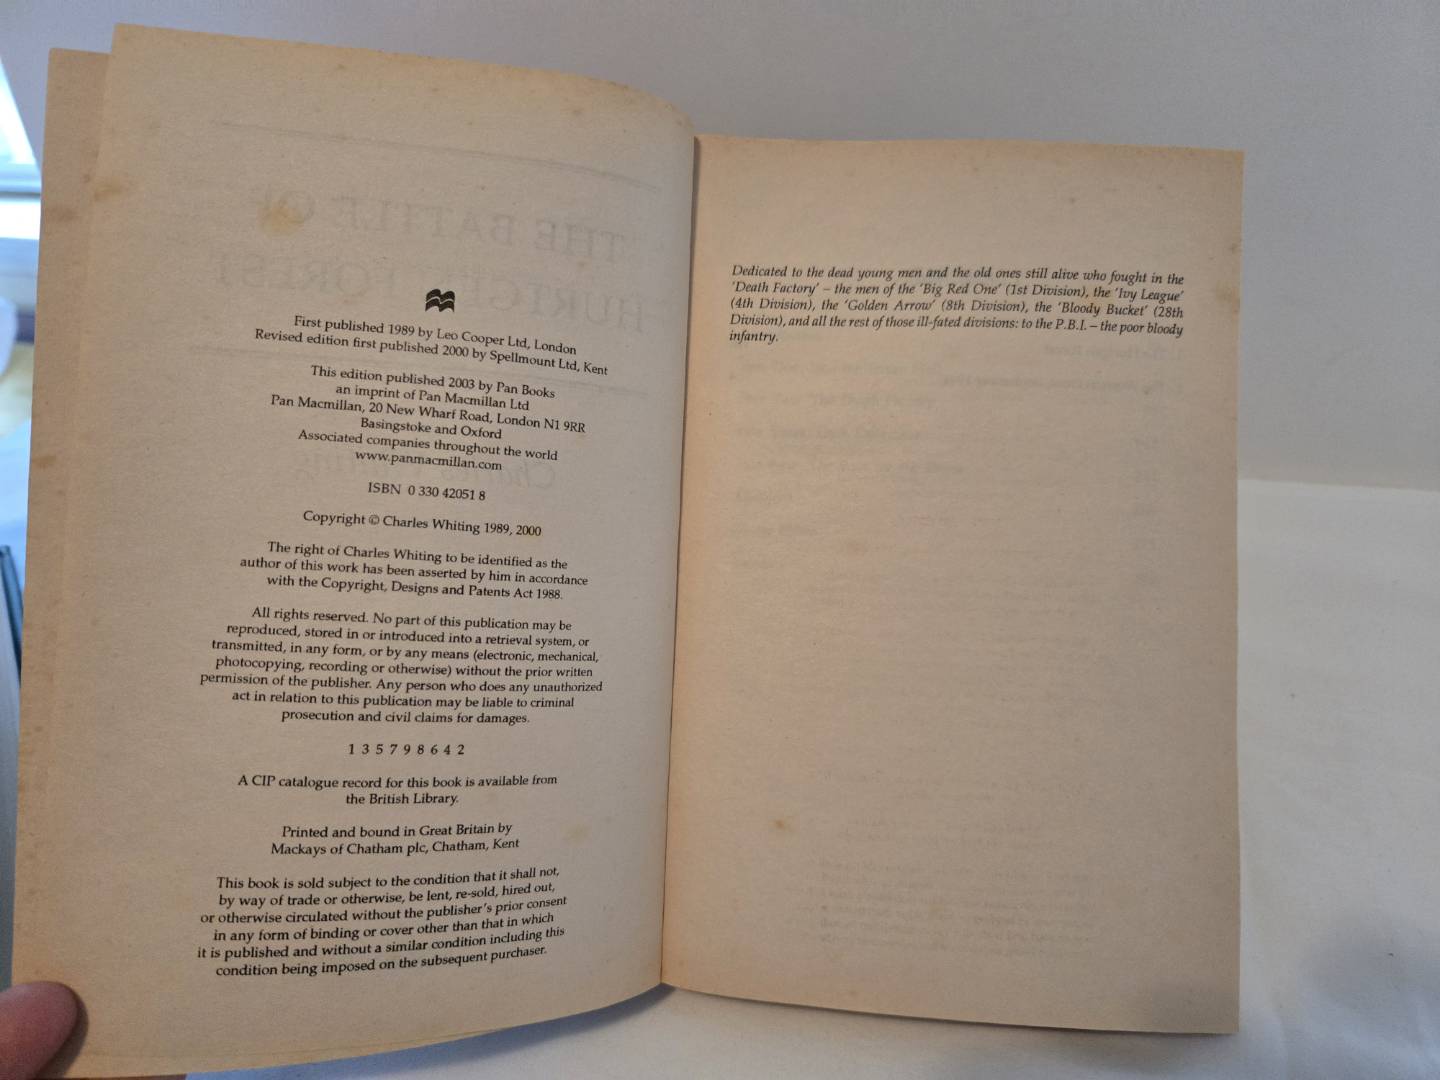 First published 1989 by Leo Cooper Ltd, London
Revised edition first published 2000 by Spellmount Ltd, Kent
This edition published 2003 by Pan Books
an imprint of Pan Macmillan Ltd
Pan Macmillan, 20 New Wharf Road, London N1 9RR
Basingstoke and Oxford
Associated companies throughout the world
www.panmacmillan.com
ISBN 0 330 42051 8
Copyright © Charles Whiting 1989, 2000
The right of Charles Whiting to be identified as the
author of this work has been asserted by him in accordance
with the Copyright, Designs and Patents Act 1988.
All rights reserved. No part of this publication may be
reproduced, stored in or introduced into a retrieval system, or
transmitted, in any form, or by any means (electronic, mechanical,
photocopying, recording or otherwise) without the prior written
permission of the publisher. Any person who does any unauthorized
act in relation to this publication may be liable to criminal
prosecution and civil claims for damages.
1 3 5 7 9 8 6 4 2
A CIP catalogue record for this book is available from
the British Library.
Printed and bound in Great Britain by
Mackays of Chatham plc, Chatham, Kent
This book is sold subject to the condition that it shall not,
by way of trade or otherwise, be lent, re-sold, hired out,
or otherwise circulated without the publisher's prior consent
in any form of binding or cover other than that in which
it is published and without a similar condition including this
condition being imposed on the subsequent purchaser.
Dedicated to the dead young men and the old ones still alive who fought in the
'Death Factory' – the men of the 'Big Red One' (1st Division), the 'Ivy League'
(4th Division), the 'Golden Arrow' (8th Division), the 'Bloody Bucket' (28th
Division), and all the rest of those ill-fated divisions: to the P.B.I. – the poor bloody
infantry.